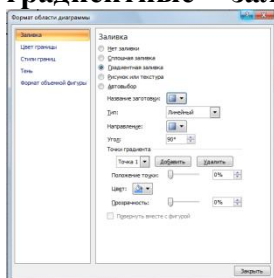 градиентные зал
Формат области диаграммы
Заливка
Цвет границы
Стили границ
Тень
Формат объемной фигуры
Заливка
Нет заливки
Сплошная заливка
Градиентная заливка
Рисунок или текстура
Автовыбор
Название заготовки:
Тип: Линейный
Направление:
Угол: 90°
Точки градиента
Точка 1 Добавить Удалить
Положение точки: 0%
Цвет:
Прозрачность: 0%
Повернуть вместе с фигурой
Закрыть